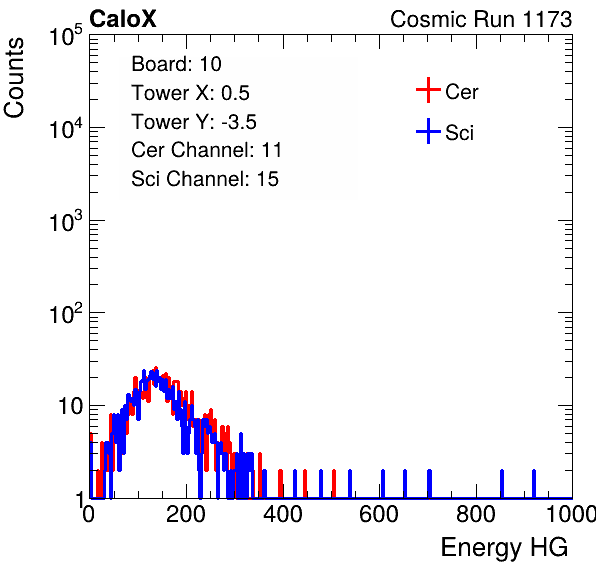 CaloX Cosmic Run 1173
Counts
Board: 10
Tower X: 0.5
Tower Y: -3.5
Cer Channel: 11
Sci Channel: 15
Cer
Sci
10^5
10^4
10^3
10^2
10
1
0 200 400 600 800 1000
Energy HG